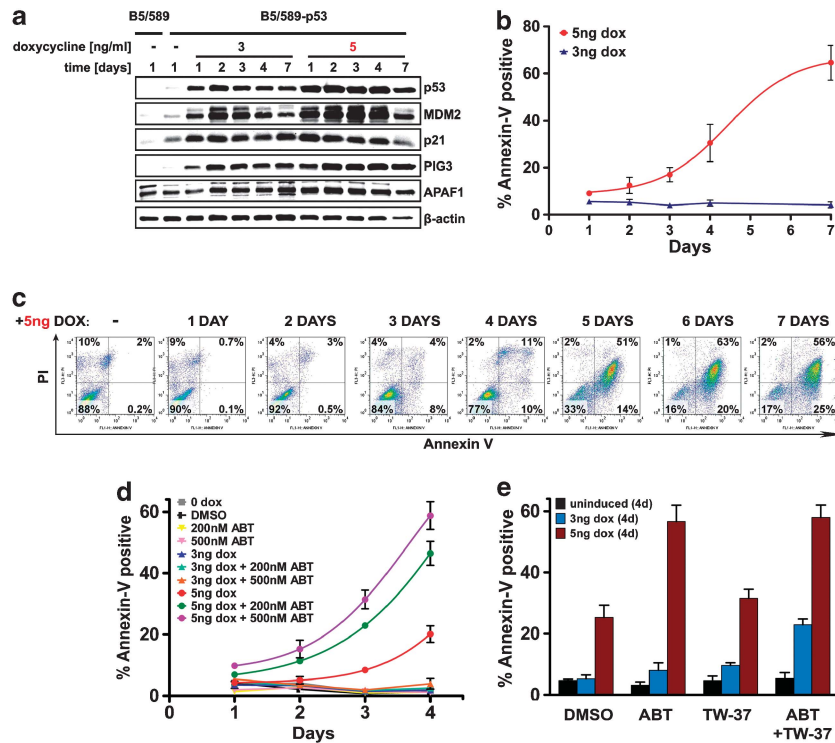 a
B5/589 B5/589-p53
doxycycline [ng/ml] - - 3 5
time [days] 1 1 1 2 3 4 7 1 2 3 4 7
p53
MDM2
p21
PIG3
APAF1
β-actin
b
% Annexin-V positive
80
60
40
20
0
5ng dox
3ng dox
0 1 2 3 4 5 6 7
Days
c
+5ng DOX: - 1 DAY 2 DAYS 3 DAYS 4 DAYS 5 DAYS 6 DAYS 7 DAYS
10% 2% 9% 0.7% 4% 3% 4% 4% 2% 11% 2% 51% 1% 63% 2% 56%
PI
88% 0.2% 90% 0.1% 92% 0.5% 84% 8% 77% 10% 33% 14% 16% 20% 17% 25%
Annexin V
d
% Annexin-V positive
60
40
20
0
0 dox
DMSO
200nM ABT
500nM ABT
3ng dox
3ng dox + 200nM ABT
3ng dox + 500nM ABT
5ng dox
5ng dox + 200nM ABT
5ng dox + 500nM ABT
0 1 2 3 4
Days
e
% Annexin-V positive
60
40
20
0
uninduced (4d)
3ng dox (4d)
5ng dox (4d)
DMSO ABT TW-37 ABT
+TW-37